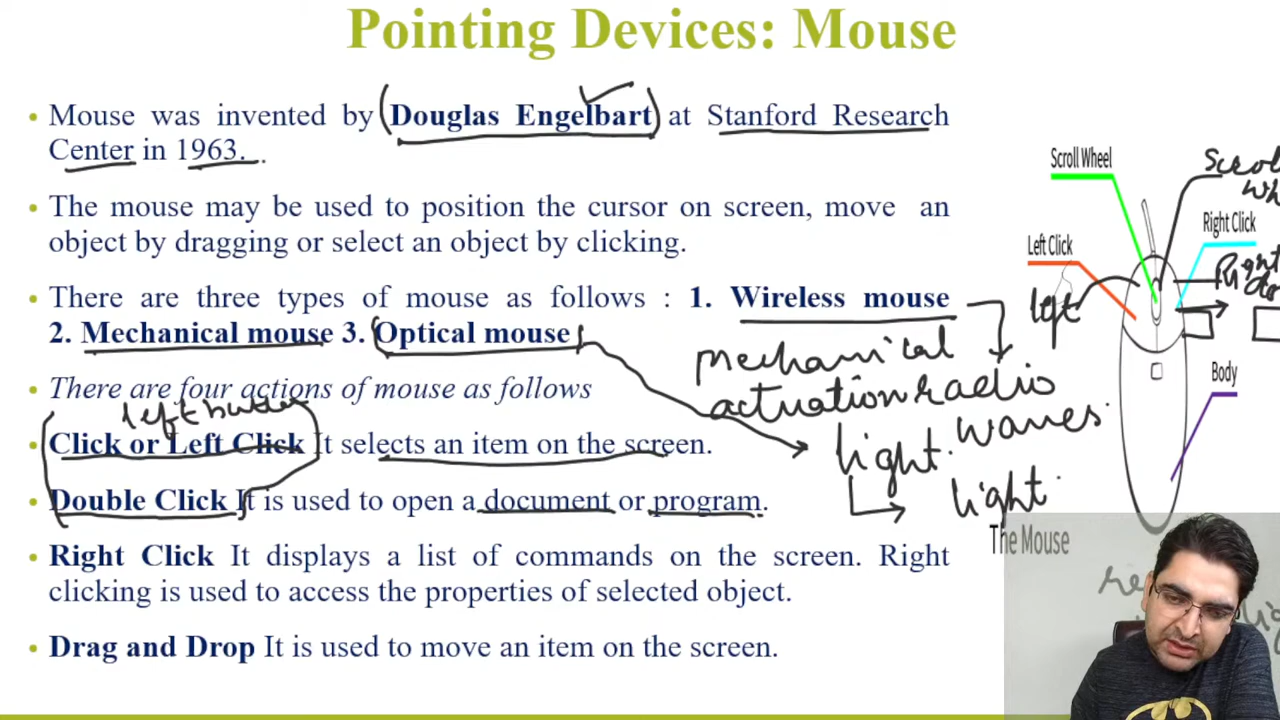 Pointing Devices: Mouse
• Mouse was invented by Douglas Engelbart at Stanford Research
Center in 1963.
• The mouse may be used to position the cursor on screen, move an
object by dragging or select an object by clicking.
• There are three types of mouse as follows : 1. Wireless mouse
2. Mechanical mouse 3. Optical mouse
• There are four actions of mouse as follows
left button
• Click or Left Click It selects an item on the screen.
• Double Click It is used to open a document or program.
• Right Click It displays a list of commands on the screen. Right
clicking is used to access the properties of selected object.
• Drag and Drop It is used to move an item on the screen.
mechanical
actuation radio
waves.
light.
light.
Scroll Wheel
Right Click
Left Click
left
Right
Body
The Mouse